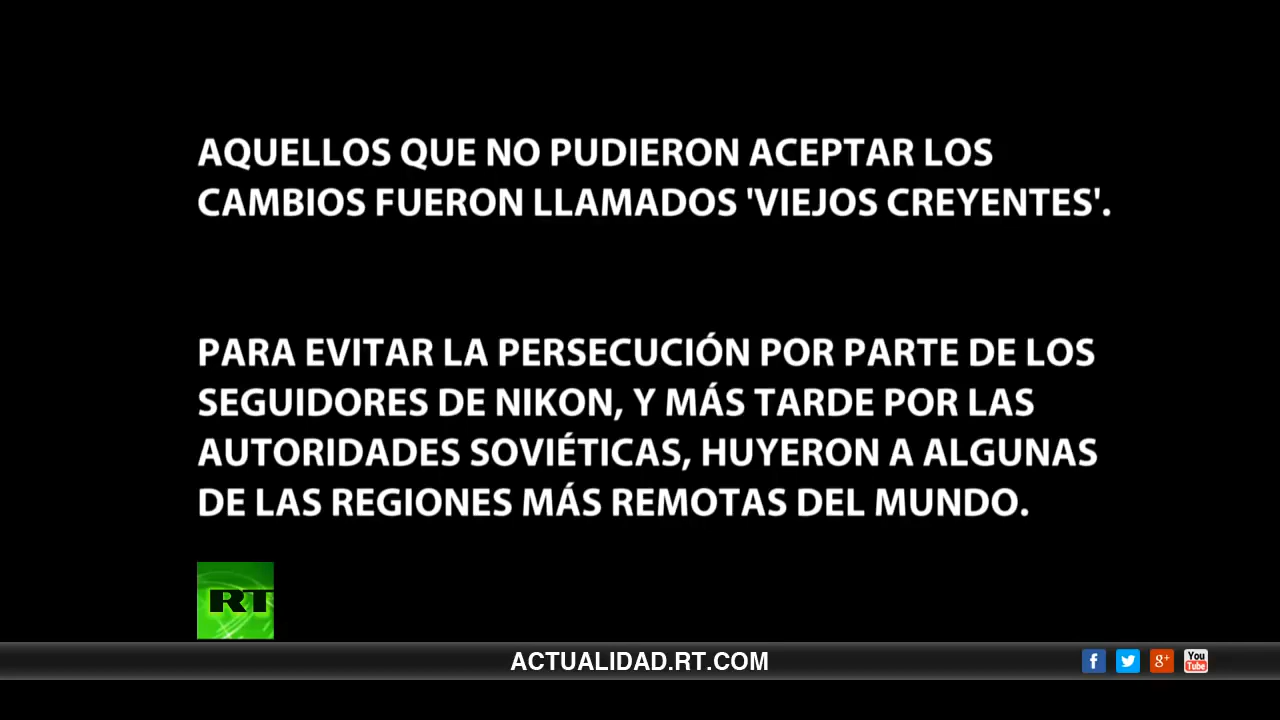 AQUELLOS QUE NO PUDIERON ACEPTAR LOS
CAMBIOS FUERON LLAMADOS 'VIEJOS CREYENTES'.
PARA EVITAR LA PERSECUCIÓN POR PARTE DE LOS
SEGUIDORES DE NIKON, Y MÁS TARDE POR LAS
AUTORIDADES SOVIÉTICAS, HUYERON A ALGUNAS
DE LAS REGIONES MÁS REMOTAS DEL MUNDO.
RT
ACTUALIDAD.RT.COM
f g+ You Tube